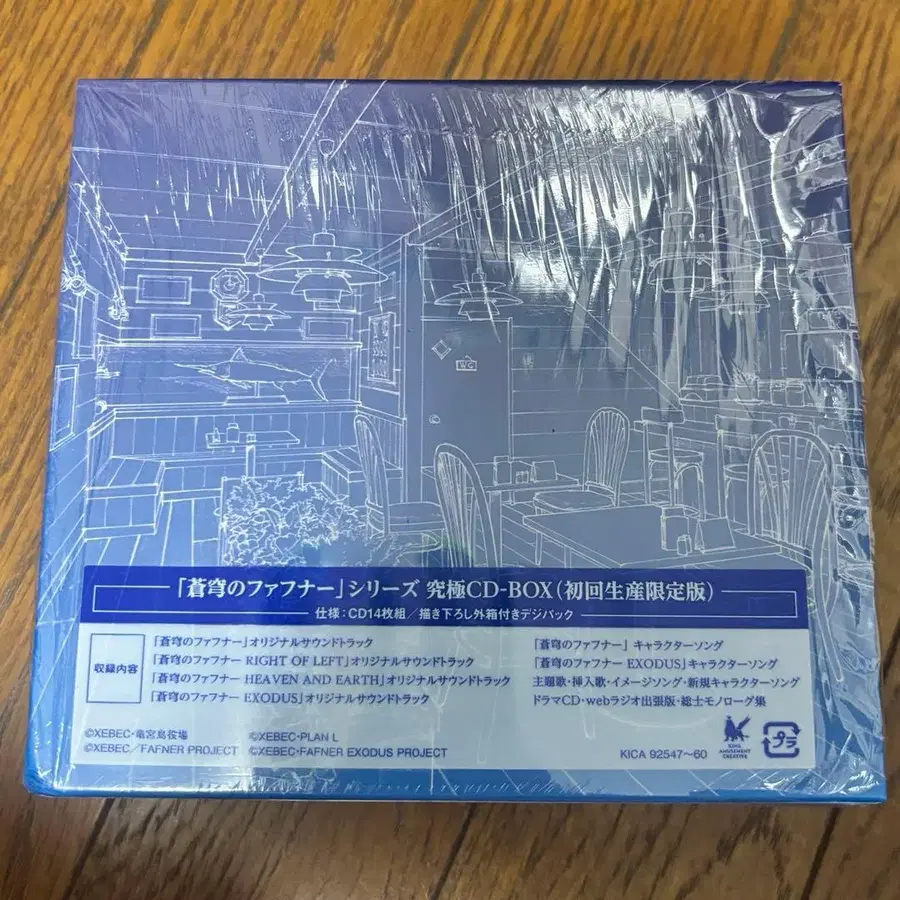 WG
「蒼穹のファフナー」シリーズ 究極CD-BOX(初回生産限定版)
仕様:CD14枚組/描き下ろし外箱付きデジパック
収録内容
「蒼穹のファフナー」オリジナルサウンドトラック
「蒼穹のファフナー RIGHT OF LEFT」オリジナルサウンドトラック
「蒼穹のファフナー HEAVEN AND EARTH」オリジナルサウンドトラック
「蒼穹のファフナー EXODUS」オリジナルサウンドトラック
「蒼穹のファフナー」 キャラクターソング
「蒼穹のファフナー EXODUS」キャラクターソング
主題歌・挿入歌・イメージソング・新規キャラクターソング
ドラマCD・webラジオ出張版・総士モノローグ集
©XEBEC・竜宮島役場
©XEBEC・PLAN L
©XEBEC/FAFNER PROJECT
©XEBEC・FAFNER EXODUS PROJECT
KICA 92547〜60
KING
AMUSEMENT
CREATIVE
プラ